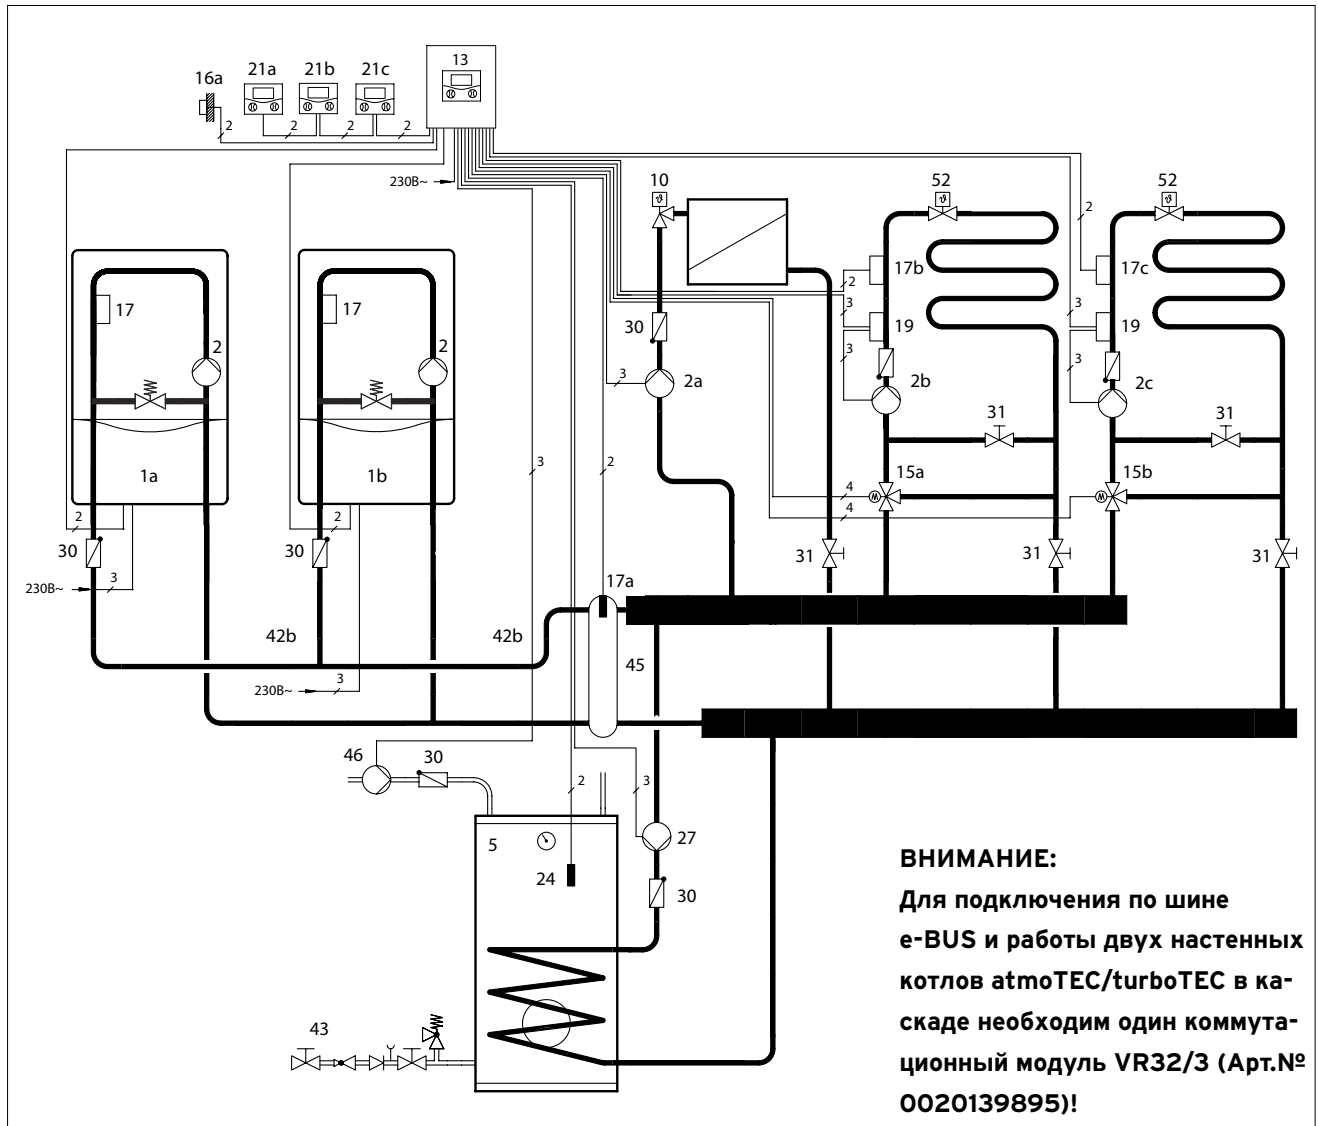 13
21a 21b 21c
16a
2 2 2 2
230В~
10 52 52
2
17b 17c
2
17 17
3 3
19 19
30
2 2
3 3
3 2a 2b 2c
31 31
1a 1b
3 2
15a 15b
4
4
2 2
30 30
31 31 31
230В~ 3
17a
42b 42b
45
230В~ 3
46 30
2 3
5
27
24
30
43
ВНИМАНИЕ:
Для подключения по шине
e-BUS и работы двух настенных
котлов atmoTEC/turboTEC в ка-
скаде необходим один коммута-
ционный модуль VR32/3 (Арт.№
0020139895)!